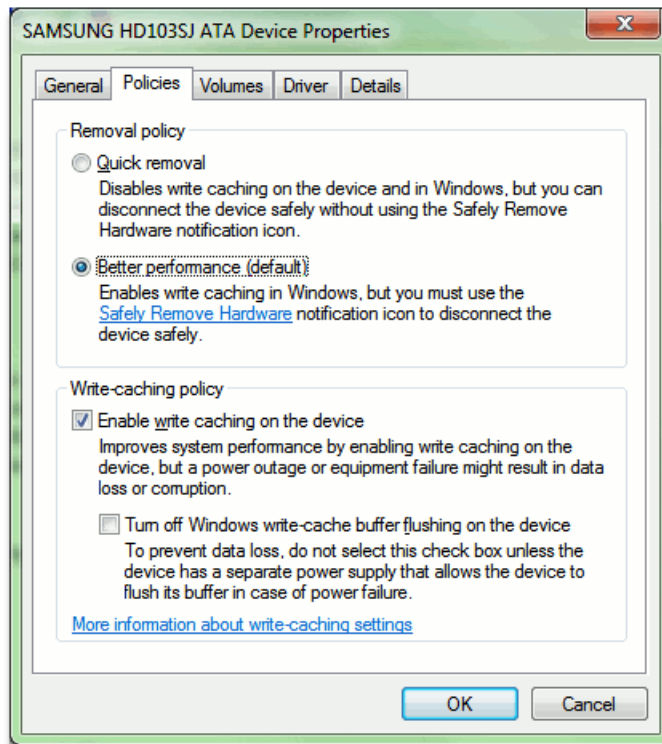 SAMSUNG HD103SJ ATA Device Properties
General Policies Volumes Driver Details
Removal policy
Quick removal
Disables write caching on the device and in Windows, but you can
disconnect the device safely without using the Safely Remove
Hardware notification icon.
Better performance (default)
Enables write caching in Windows, but you must use the
Safely Remove Hardware notification icon to disconnect the
device safely.
Write-caching policy
Enable write caching on the device
Improves system performance by enabling write caching on the
device, but a power outage or equipment failure might result in data
loss or corruption.
Turn off Windows write-cache buffer flushing on the device
To prevent data loss, do not select this check box unless the
device has a separate power supply that allows the device to
flush its buffer in case of power failure.
More information about write-caching settings
OK Cancel